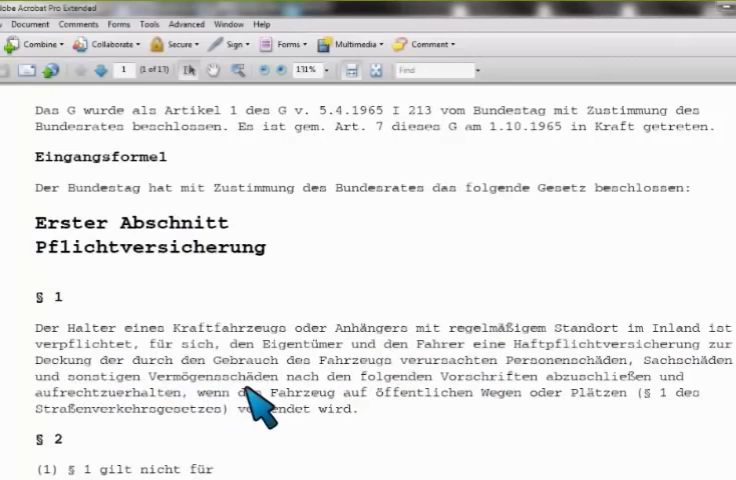 dobe Acrobat Pro Extended
Document Comments Forms Tools Advanced Window Help
Combine Collaborate Secure Sign Forms Multimedia Comment
1 (1 of 17) 131% Find
Das G wurde als Artikel 1 des G v. 5.4.1965 I 213 vom Bundestag mit Zustimmung des
Bundesrates beschlossen. Es ist gem. Art. 7 dieses G am 1.10.1965 in Kraft getreten.
Eingangsformel
Der Bundestag hat mit Zustimmung des Bundesrates das folgende Gesetz beschlossen:
Erster Abschnitt
Pflichtversicherung
§ 1
Der Halter eines Kraftfahrzeugs oder Anhängers mit regelmäßigem Standort im Inland ist
verpflichtet, für sich, den Eigentümer und den Fahrer eine Haftpflichtversicherung zur
Deckung der durch den Gebrauch des Fahrzeugs verursachten Personenschäden, Sachschäden
und sonstigen Vermögensschäden nach den folgenden Vorschriften abzuschließen und
aufrechtzuerhalten, wenn Fahrzeug auf öffentlichen Wegen oder Plätzen (§ 1 des
Straßenverkehrsgesetzes) wird.
§ 2
(1) § 1 gilt nicht für